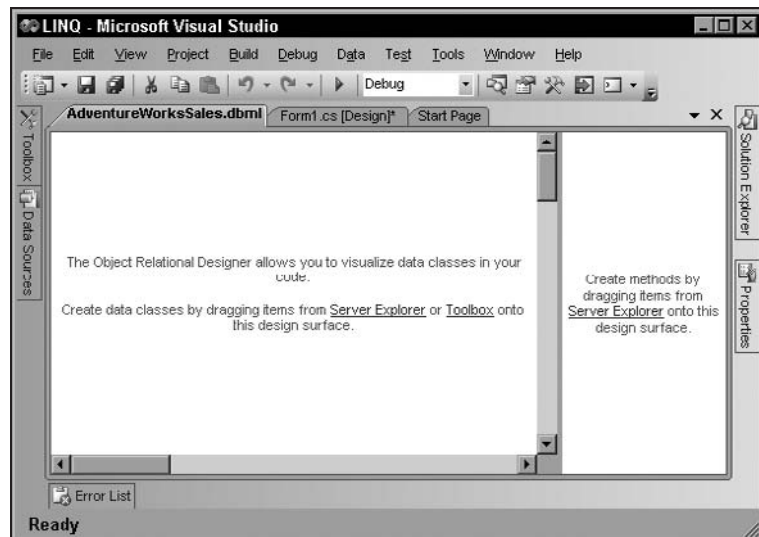 LINQ - Microsoft Visual Studio
File Edit View Project Build Debug Data Test Tools Window Help
Debug
AdventureWorksSales.dbml Form1.cs [Design]* Start Page
Toolbox
Data Sources
The Object Relational Designer allows you to visualize data classes in your
code.
Create data classes by dragging items from Server Explorer or Toolbox onto
this design surface.
Create methods by
dragging items from
Server Explorer onto this
design surface.
Solution Explorer
Properties
Error List
Ready